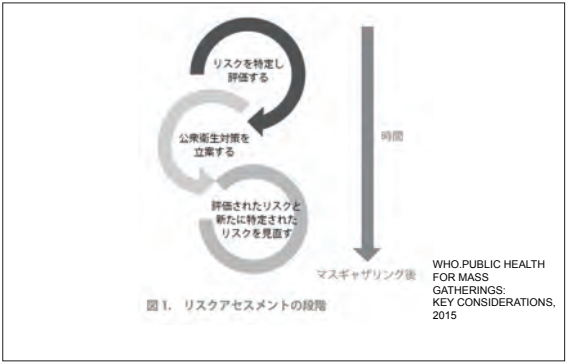 リスクを特定し
評価する
公衆衛生対策を
立案する
評価されたリスクと
新たに特定された
リスクを見直す
時間
マスギャザリング後
図1. リスクアセスメントの段階
WHO.PUBLIC HEALTH
FOR MASS
GATHERINGS:
KEY CONSIDERATIONS,
2015